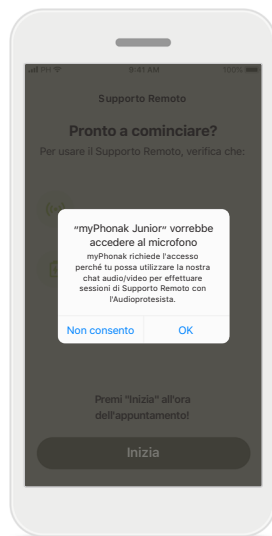 PH
9:41 AM
100%
Supporto Remoto
Pronto a cominciare?
Per usare il Supporto Remoto, verifica che:
"myPhonak Junior" vorrebbe
accedere al microfono
myPhonak richiede l'accesso
perché tu possa utilizzare la nostra
chat audio/video per effettuare
sessioni di Supporto Remoto con
l'Audioprotesista.
Non consento
OK
Premi "Inizia" all'ora
dell'appuntamento!
Inizia